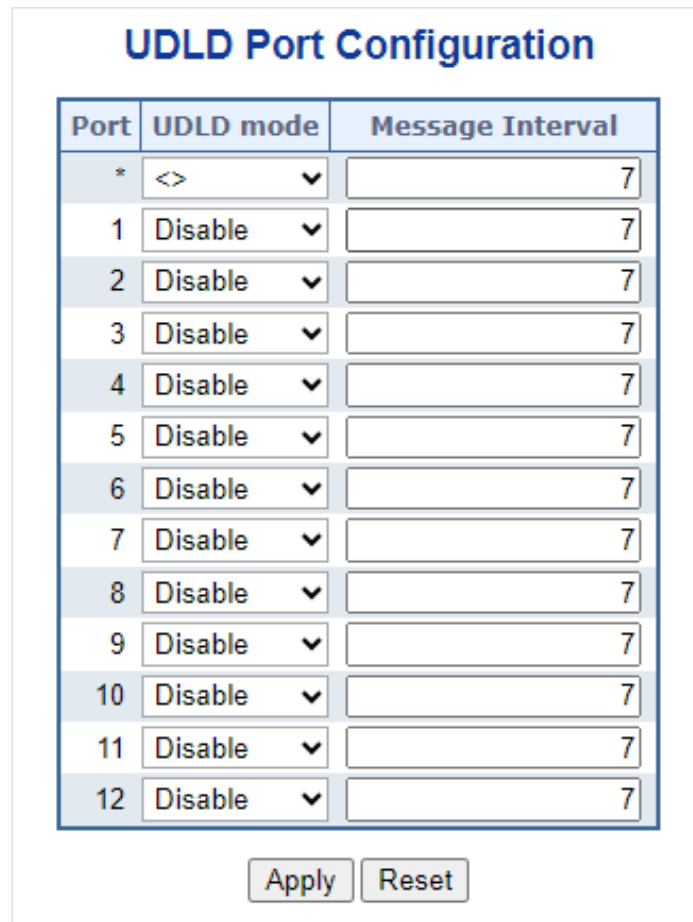 UDLD Port Configuration
Port UDLD mode Message Interval
* <> 7
1 Disable 7
2 Disable 7
3 Disable 7
4 Disable 7
5 Disable 7
6 Disable 7
7 Disable 7
8 Disable 7
9 Disable 7
10 Disable 7
11 Disable 7
12 Disable 7
Apply Reset